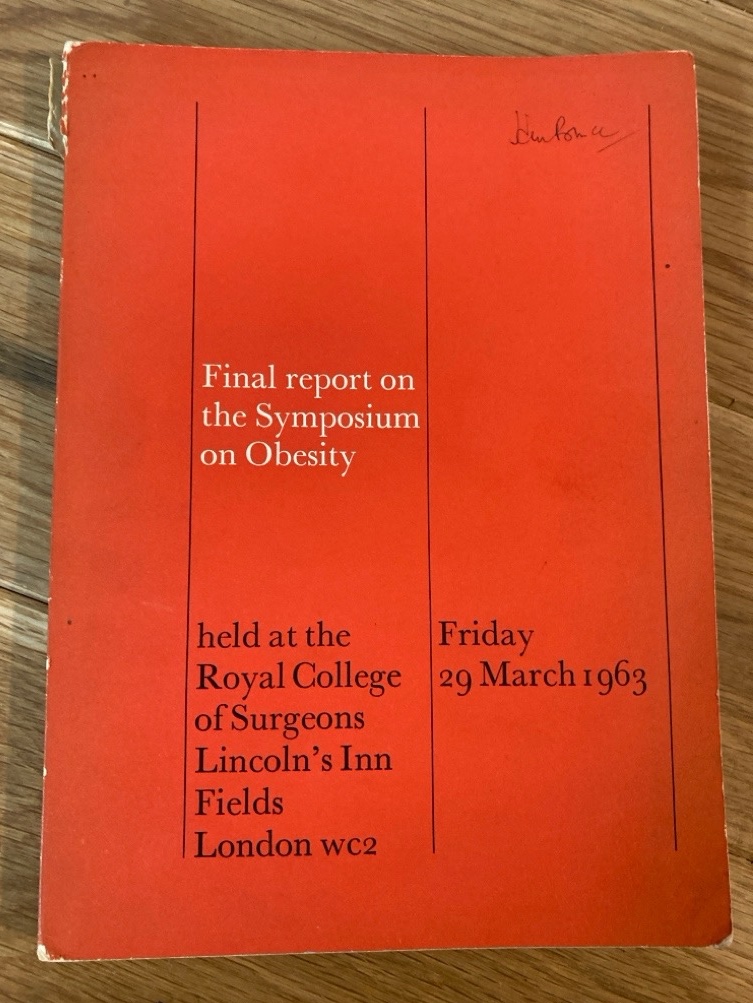 Final report on
the Symposium
on Obesity
held at the
Royal College
of Surgeons
Lincoln's Inn
Fields
London wc2
Friday
29 March 1963